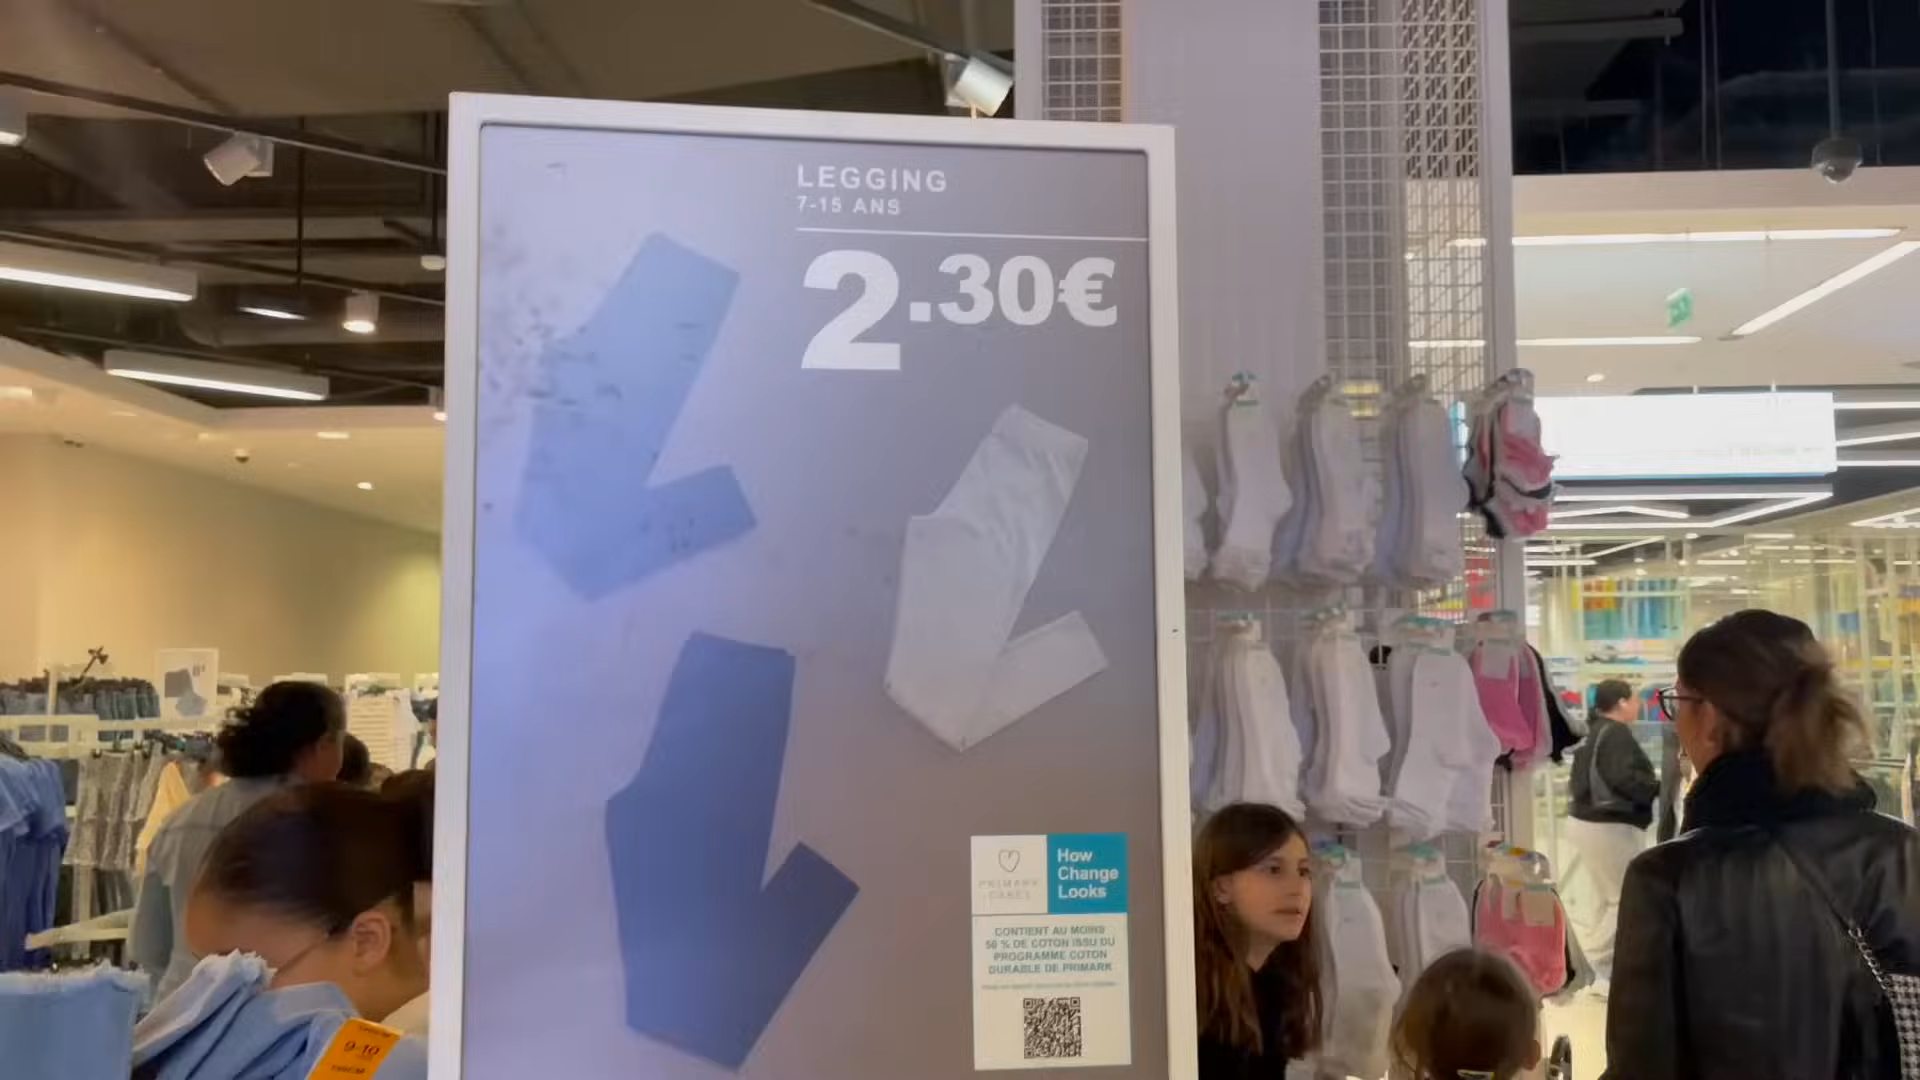 LEGGING
7-15 ANS
2.30€
PRIMARK
CARES
How
Change
Looks
CONTIENT AU MOINS
50 % DE COTON ISSU DU
PROGRAMME COTON
DURABLE DE PRIMARK
9-10